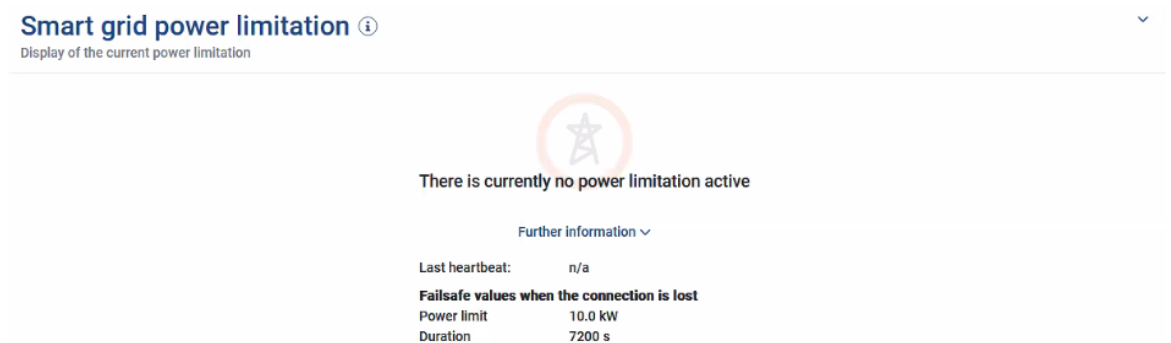 Smart grid power limitation
Display of the current power limitation
There is currently no power limitation active
Further information
Last heartbeat: n/a
Failsafe values when the connection is lost
Power limit 10.0 kW
Duration 7200 s